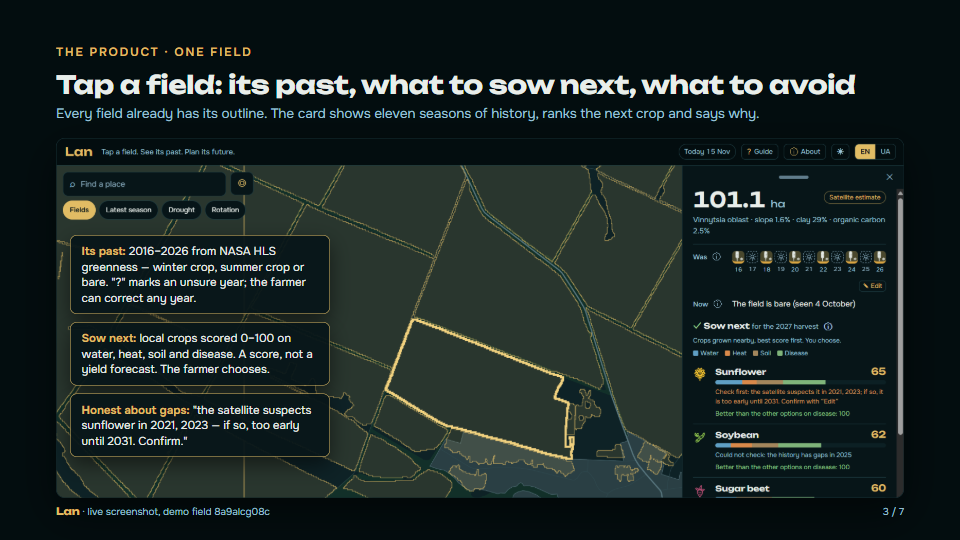 THE PRODUCT · ONE FIELD
Tap a field: its past, what to sow next, what to avoid
Every field already has its outline. The card shows eleven seasons of history, ranks the next crop and says why.
Lan Tap a field. See its past. Plan its future.
Today 15 Nov ? Guide About EN UA
Find a place
Fields Latest season Drought Rotation
Its past: 2016–2026 from NASA HLS
greenness — winter crop, summer crop or
bare. "?" marks an unsure year; the farmer
can correct any year.
Sow next: local crops scored 0–100 on
water, heat, soil and disease. A score, not a
yield forecast. The farmer chooses.
Honest about gaps: "the satellite suspects
sunflower in 2021, 2023 — if so, too early
until 2031. Confirm."
101.1 ha
Satellite estimate
Vinnytsia oblast · slope 1.6% · clay 29% · organic carbon
2.5%
Was
16 17 18 19 20 21 22 23 24 25 26
Edit
Now The field is bare (seen 4 October)
Sow next for the 2027 harvest
Crops grown nearby, best score first. You choose.
Water Heat Soil Disease
Sunflower 65
Check first: the satellite suspects it in 2021, 2023; if so, it
is too early until 2031. Confirm with "Edit"
Better than the other options on disease: 100
Soybean 62
Could not check: the history has gaps in 2025
Better than the other options on disease: 100
Sugar beet 60
Lan · live screenshot, demo field 8a9alcg08c
3 / 7